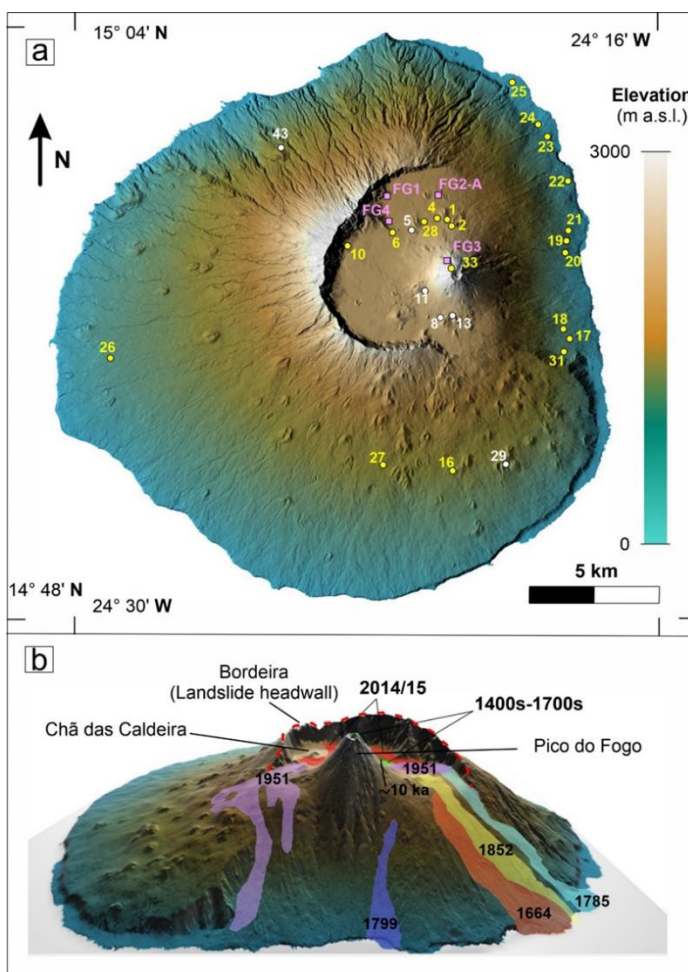 a
15° 04' N
24° 16' W
Elevation
(m a.s.l.)
3000
0
N
25
24
23
43
22
FG1
FG2-A
FG4
5
4
1
2
28
6
10
21
19
20
FG3
33
11
8
13
18
17
31
26
27
16
29
5 km
14° 48' N
24° 30' W
b
Bordeira
(Landslide headwall)
2014/15
1400s-1700s
Chã das Caldeira
Pico do Fogo
1951
1951
~10 ka
1852
1785
1664
1799